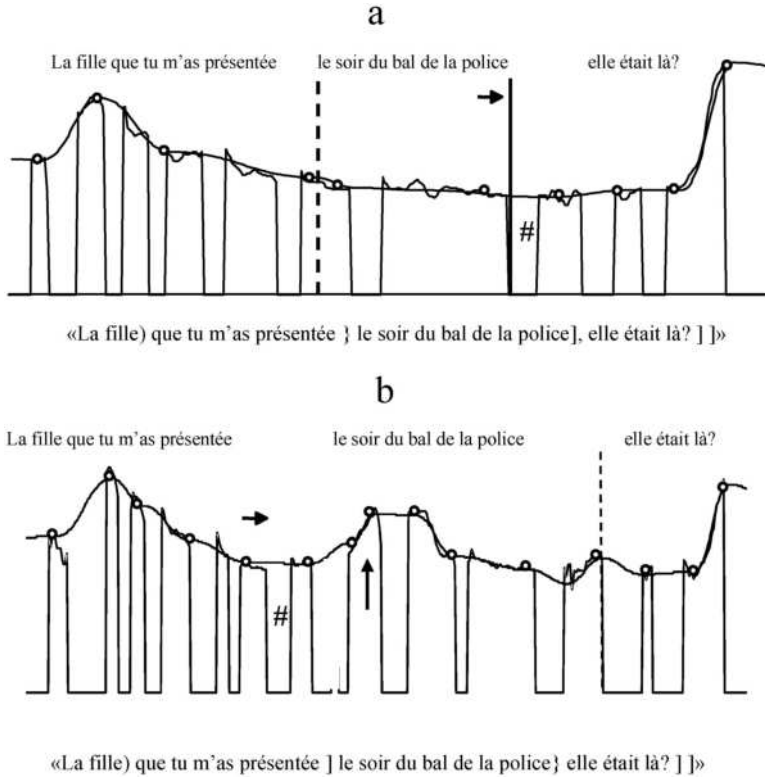 a
La fille que tu m'as présentée le soir du bal de la police elle était là?
#
«La fille) que tu m'as présentée } le soir du bal de la police], elle était là? ] ]»
b
La fille que tu m'as présentée le soir du bal de la police elle était là?
#
«La fille) que tu m'as présentée ] le soir du bal de la police} elle était là? ] ]»